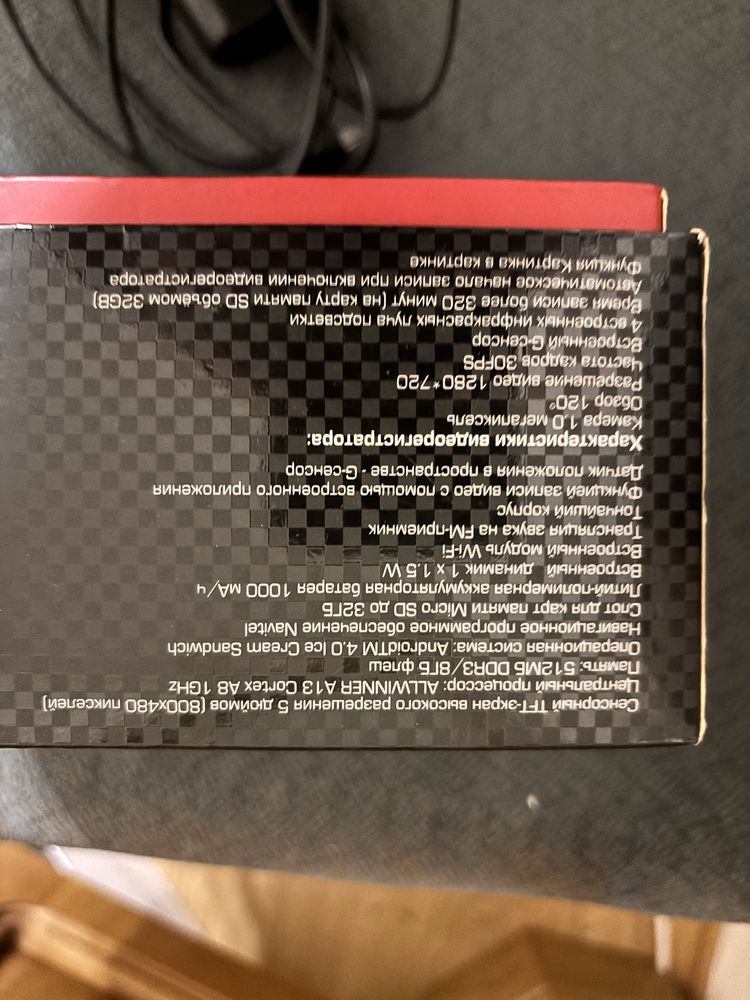 Сенсорный TFT-экран высокого разрешения 5 дюймов (800x480 пикселей)
Центральный процессор: ALLWINNER A13 Cortex A8 1GHz
Память: 512МБ DDR3/8ГБ флеш
Операционная система: AndroidTM 4.0 Ice Cream Sandwich
Навигационное программное обеспечение Navitel
Слот для карт памяти Micro SD до 32ГБ
Литий-полимерная аккумуляторная батарея 1000 мА/ч
Встроенный динамик 1 x 1.5 W
Встроенный модуль Wi-Fi
Трансляция звука на FM-приемник
Тончайший корпус
Функцией записи видео с помощью встроенного приложения
Датчик положения в пространстве - G-сенсор
Характеристики видеорегистратора:
Камера 1.0 мегапиксель
Обзор 120°
Разрешение видео 1280*720
Частота кадров 30FPS
Встроенный G-сенсор
4 встроенных инфракрасных луча подсветки
Время записи более 320 минут (на карту памяти SD объёмом 32GB)
Автоматическое начало записи при включении видеорегистратора
Функция Картинка в картинке